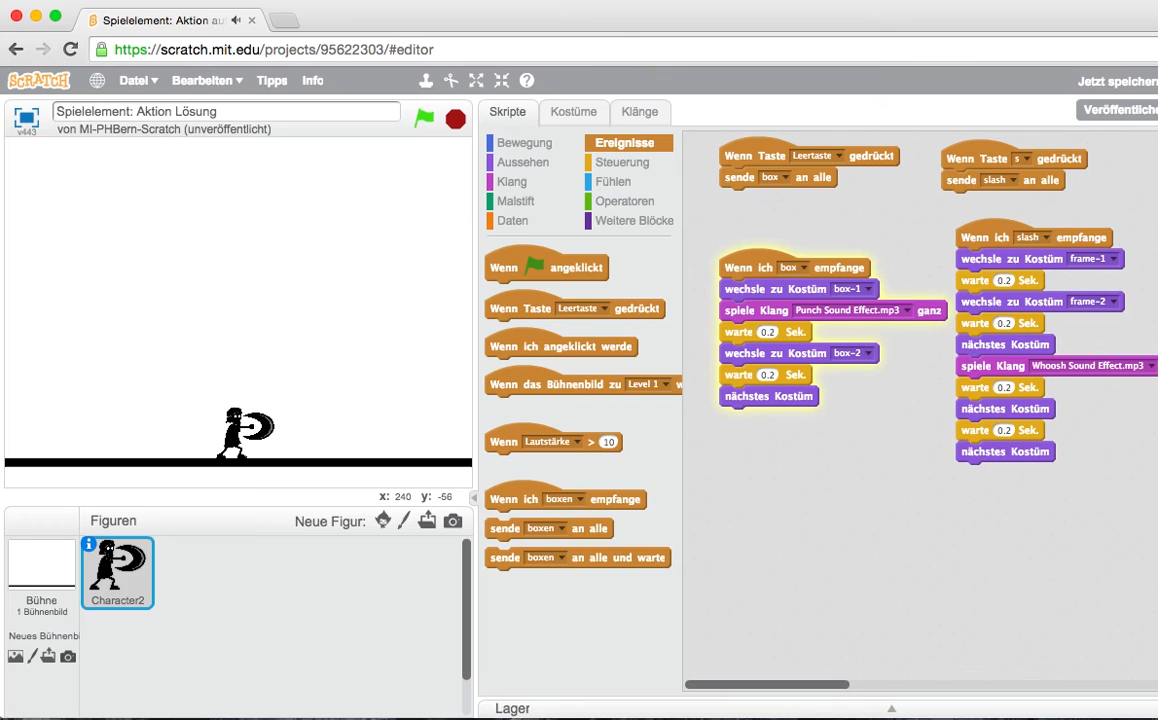 Spielelement: Aktion au
https://scratch.mit.edu/projects/95622303/#editor
SCRATCH Datei Bearbeiten Tipps Info Jetzt speicher
v443 Spielelement: Aktion Lösung
von MI-PHBern-Scratch (unveröffentlicht)
Skripte Kostüme Klänge Veröffentliche
Bewegung Ereignisse
Aussehen Steuerung
Klang Fühlen
Malstift Operatoren
Daten Weitere Blöcke
Wenn angeklickt
Wenn Taste Leertaste gedrückt
Wenn ich angeklickt werde
Wenn das Bühnenbild zu Level 1 w
Wenn Lautstärke > 10
Wenn ich boxen empfange
sende boxen an alle
sende boxen an alle und warte
Wenn Taste Leertaste gedrückt
sende box an alle
Wenn ich box empfange
wechsle zu Kostüm box-1
spiele Klang Punch Sound Effect.mp3 ganz
warte 0.2 Sek.
wechsle zu Kostüm box-2
warte 0.2 Sek.
nächstes Kostüm
Wenn Taste s gedrückt
sende slash an alle
Wenn ich slash empfange
wechsle zu Kostüm frame-1
warte 0.2 Sek.
wechsle zu Kostüm frame-2
warte 0.2 Sek.
nächstes Kostüm
spiele Klang Whoosh Sound Effect.mp3
warte 0.2 Sek.
nächstes Kostüm
warte 0.2 Sek.
nächstes Kostüm
x: 240 y: -56
Figuren Neue Figur:
Bühne
1 Bühnenbild
Neues Bühnenbi
Character2
Lager